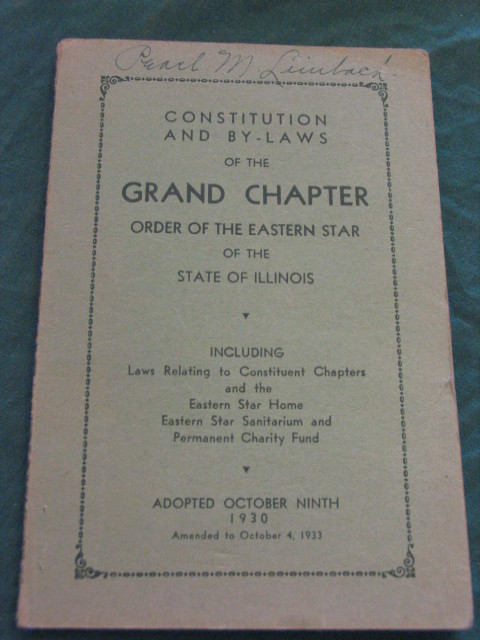 Pearl M Limbach
CONSTITUTION
AND BY-LAWS
OF THE
GRAND CHAPTER
ORDER OF THE EASTERN STAR
OF THE
STATE OF ILLINOIS
INCLUDING
Laws Relating to Constituent Chapters
and the
Eastern Star Home
Eastern Star Sanitarium and
Permanent Charity Fund
ADOPTED OCTOBER NINTH
1930
Amended to October 4, 1933